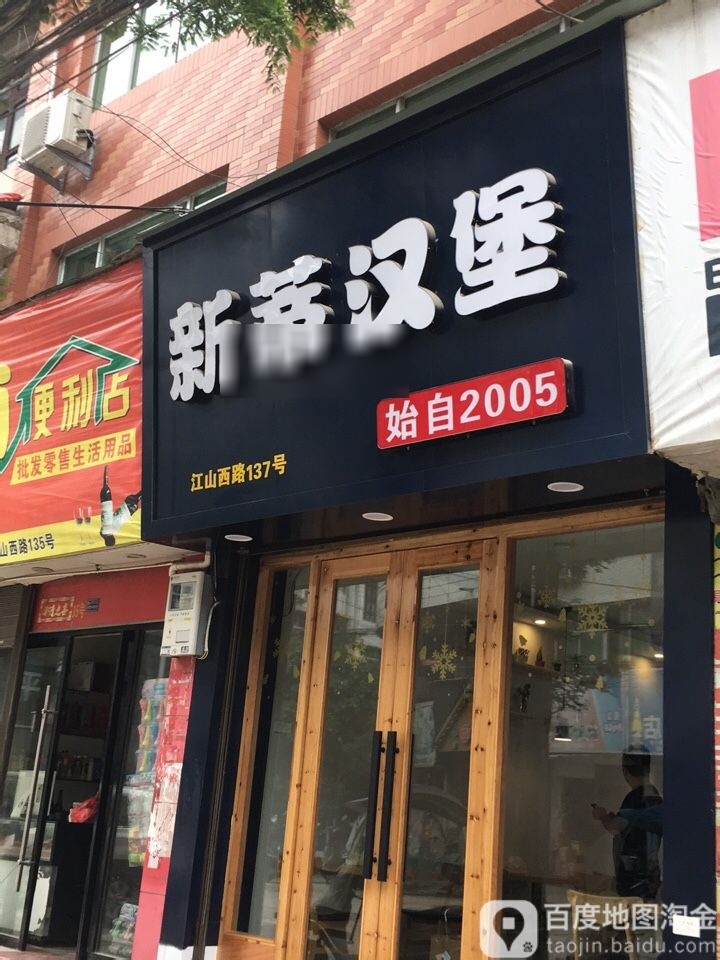 新蒂汉堡
始自2005
江山西路137号
便利店
批发零售生活用品
山西路135号
百度地图淘金
taojin.baidu.com